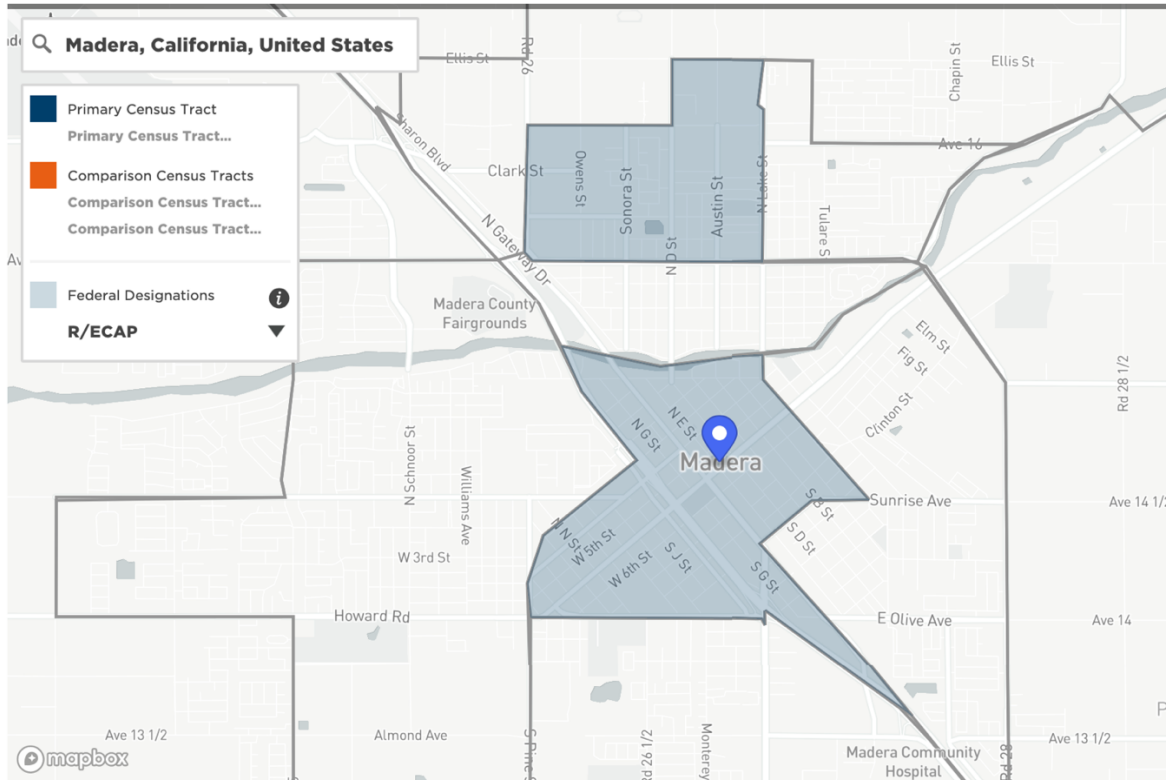 Madera, California, United States
Primary Census Tract
Primary Census Tract...
Comparison Census Tracts
Comparison Census Tract...
Comparison Census Tract...
Federal Designations
i
R/ECAP
Ellis St
Rd 26
Chapin St
Ellis St
Sharon Blvd
Clark St
Owens St
Sonora St
Austin St
N Lake St
Ave 16
Tulare S
N Gateway Dr
N D St
Av
Madera County
Fairgrounds
Elm St
Fig St
Clinton St
Rd 28 1/2
N E St
N G St
Madera
N Schnoor St
Williams Ave
Sunrise Ave
Ave 14 1/2
S B St
S D St
N N St
W 5th St
W 3rd St
W 6th St
S J St
S G St
Howard Rd
E Olive Ave
Ave 14
Ave 13 1/2
Almond Ave
S Pine S
Rd 26 1/2
Monterey
Madera Community
Hospital
Rd 28
Ave 13 1/2
P
mapbox